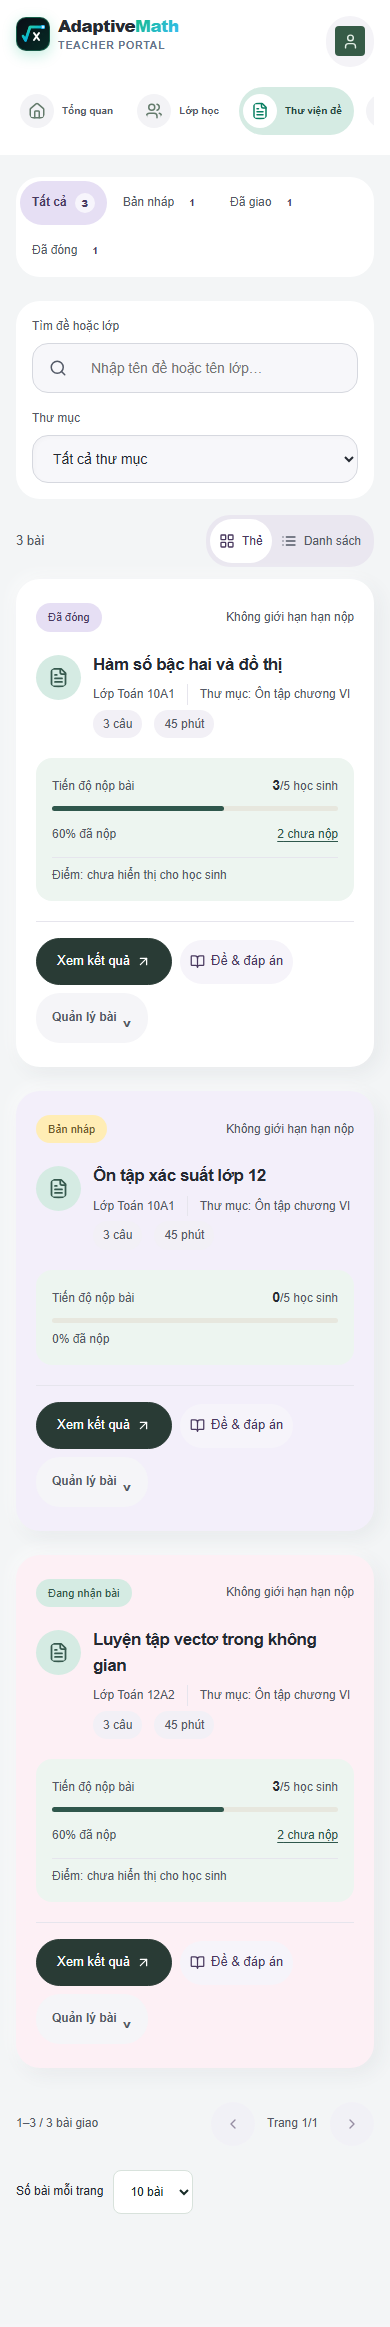 AdaptiveMath
TEACHER PORTAL
Tổng quan
Lớp học
Thư viện đề
Tất cả 3
Bản nháp 1
Đã giao 1
Đã đóng 1
Tìm đề hoặc lớp
Nhập tên đề hoặc tên lớp...
Thư mục
Tất cả thư mục
3 bài
Thẻ
Danh sách
Đã đóng
Không giới hạn hạn nộp
Hàm số bậc hai và đồ thị
Lớp Toán 10A1
Thư mục: Ôn tập chương VI
3 câu
45 phút
Tiến độ nộp bài
3/5 học sinh
60% đã nộp
2 chưa nộp
Điểm: chưa hiển thị cho học sinh
Xem kết quả
Đề & đáp án
Quản lý bài
Bản nháp
Không giới hạn hạn nộp
Ôn tập xác suất lớp 12
Lớp Toán 10A1
Thư mục: Ôn tập chương VI
3 câu
45 phút
Tiến độ nộp bài
0/5 học sinh
0% đã nộp
Xem kết quả
Đề & đáp án
Quản lý bài
Đang nhận bài
Không giới hạn hạn nộp
Luyện tập vectơ trong không
gian
Lớp Toán 12A2
Thư mục: Ôn tập chương VI
3 câu
45 phút
Tiến độ nộp bài
3/5 học sinh
60% đã nộp
2 chưa nộp
Điểm: chưa hiển thị cho học sinh
Xem kết quả
Đề & đáp án
Quản lý bài
1–3 / 3 bài giao
Trang 1/1
Số bài mỗi trang
10 bài